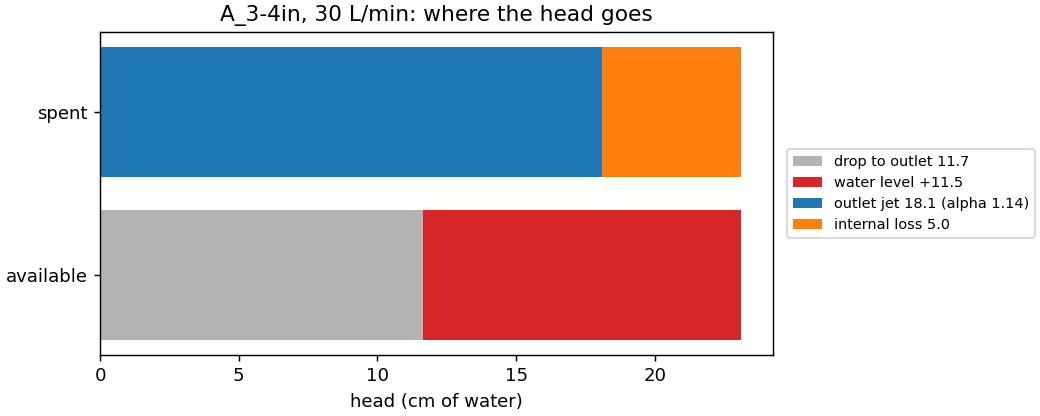 A_3-4in, 30 L/min: where the head goes
spent
available
0 5 10 15 20
head (cm of water)
drop to outlet 11.7
water level +11.5
outlet jet 18.1 (alpha 1.14)
internal loss 5.0